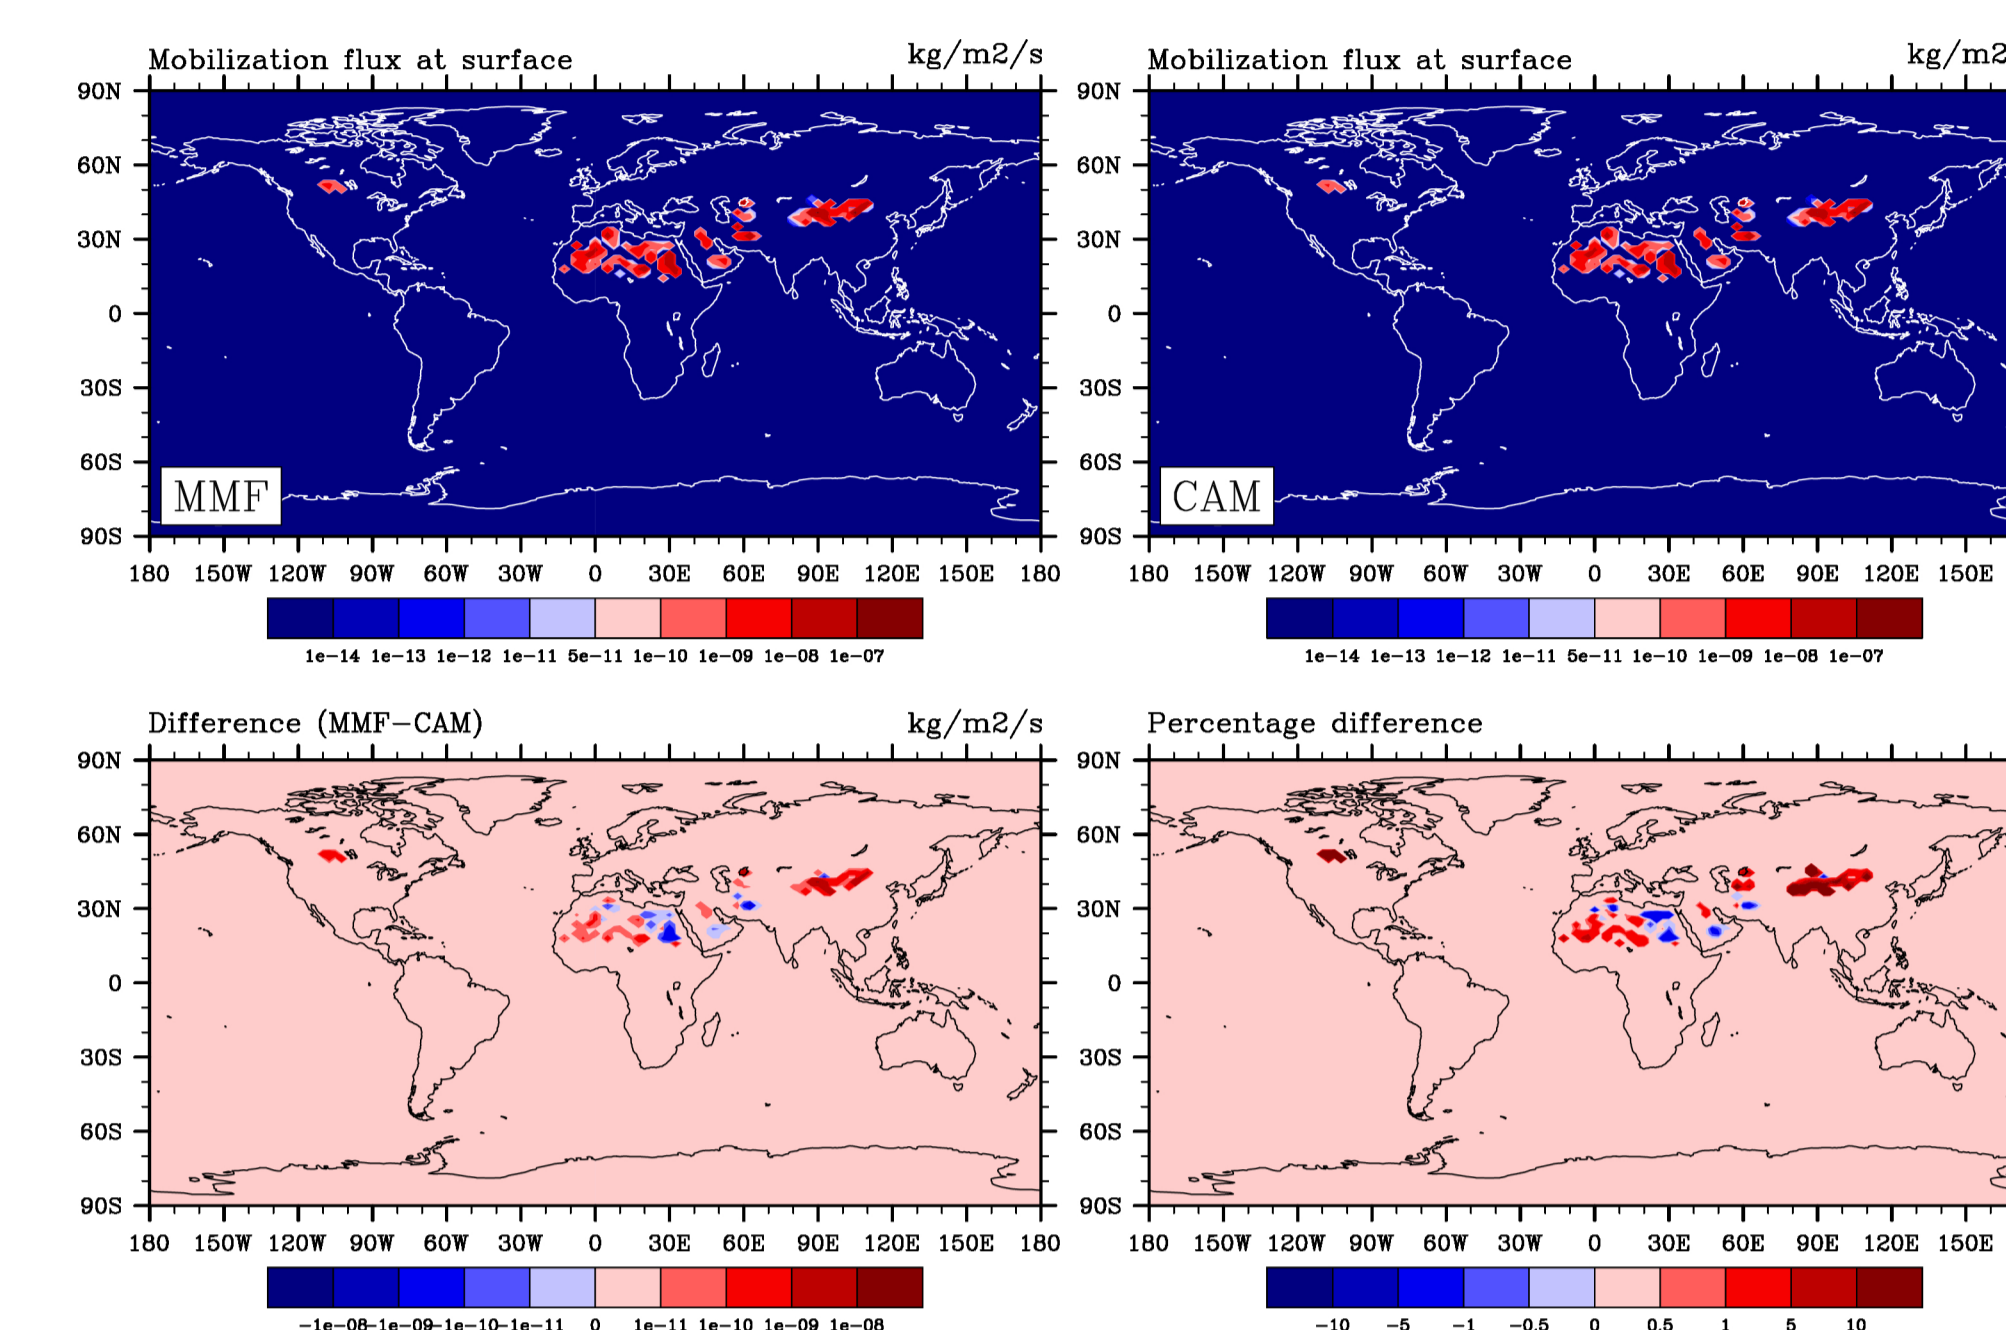 Mobilization flux at surface kg/m2/s
90N
60N
30N
0
30S
60S
90S
MMF
180 150W 120W 90W 60W 30W 0 30E 60E 90E 120E 150E 180
1e-14 1e-13 1e-12 1e-11 5e-11 1e-10 1e-09 1e-08 1e-07
Mobilization flux at surface kg/m2
90N
60N
30N
0
30S
60S
90S
CAM
180 150W 120W 90W 60W 30W 0 30E 60E 90E 120E 150E
1e-14 1e-13 1e-12 1e-11 5e-11 1e-10 1e-09 1e-08 1e-07
Difference (MMF-CAM) kg/m2/s
90N
60N
30N
0
30S
60S
90S
180 150W 120W 90W 60W 30W 0 30E 60E 90E 120E 150E 180
-1e-08 -1e-09 -1e-10 -1e-11 0 1e-11 1e-10 1e-09 1e-08
Percentage difference
90N
60N
30N
0
30S
60S
90S
180 150W 120W 90W 60W 30W 0 30E 60E 90E 120E 150E
-10 -5 -1 -0.5 0 0.5 1 5 10